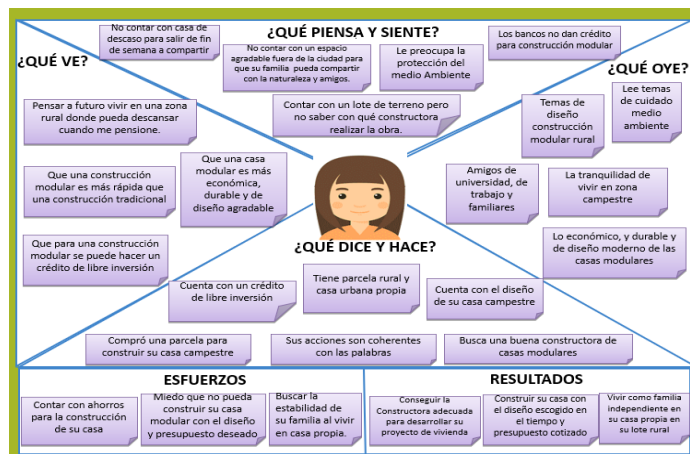 ¿QUÉ PIENSA Y SIENTE?
No contar con casa de
descaso para salir de fin
de semana a compartir
No contar con un espacio
agradable fuera de la ciudad para
que su familia pueda compartir
con la naturaleza y amigos.
Le preocupa la
protección del
medio Ambiente
Los bancos no dan crédito
para construcción modular
Contar con un lote de terreno pero
no saber con qué constructora
realizar la obra.
¿QUÉ VE?
Pensar a futuro vivir en una zona
rural donde pueda descansar
cuando me pensione.
Que una construcción
modular es más rápida que
una construcción tradicional
Que una casa
modular es más
económica,
durable y de
diseño agradable
Que para una construcción
modular se puede hacer un
crédito de libre inversión
¿QUÉ OYE?
Temas de
diseño
construcción
modular rural
Lee temas
de cuidado
medio
ambiente
Amigos de
universidad, de
trabajo y
familiares
La tranquilidad de
vivir en zona
campestre
Lo económico, y durable y
de diseño moderno de las
casas modulares
¿QUÉ DICE Y HACE?
Cuenta con un crédito
de libre inversión
Tiene parcela rural y
casa urbana propia
Cuenta con el diseño
de su casa campestre
Compró una parcela para
construir su casa campestre
Sus acciones son coherentes
con las palabras
Busca una buena constructora de
casas modulares
ESFUERZOS
Contar con ahorros
para la construcción
de su casa
Miedo que no pueda
construir su casa
modular con el diseño
y presupuesto deseado
Buscar la
estabilidad de
su familia al vivir
en casa propia.
RESULTADOS
Conseguir la
Constructora adecuada
para desarrollar su
proyecto de vivienda
Construir su casa con
el diseño escogido en
el tiempo y
presupuesto cotizado
Vivir como familia
independiente en
su casa propia en
su lote rural